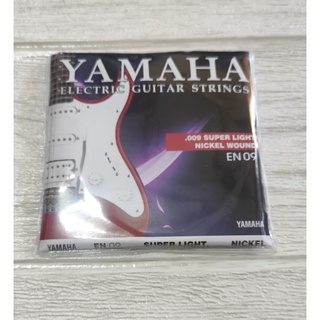 YAMAHA
ELECTRIC GUITAR STRINGS
.009 SUPER LIGHT
NICKEL WOUND
EN09
YAMAHA
YAMAHA EN 09 SUPER LIGHT NICKEL